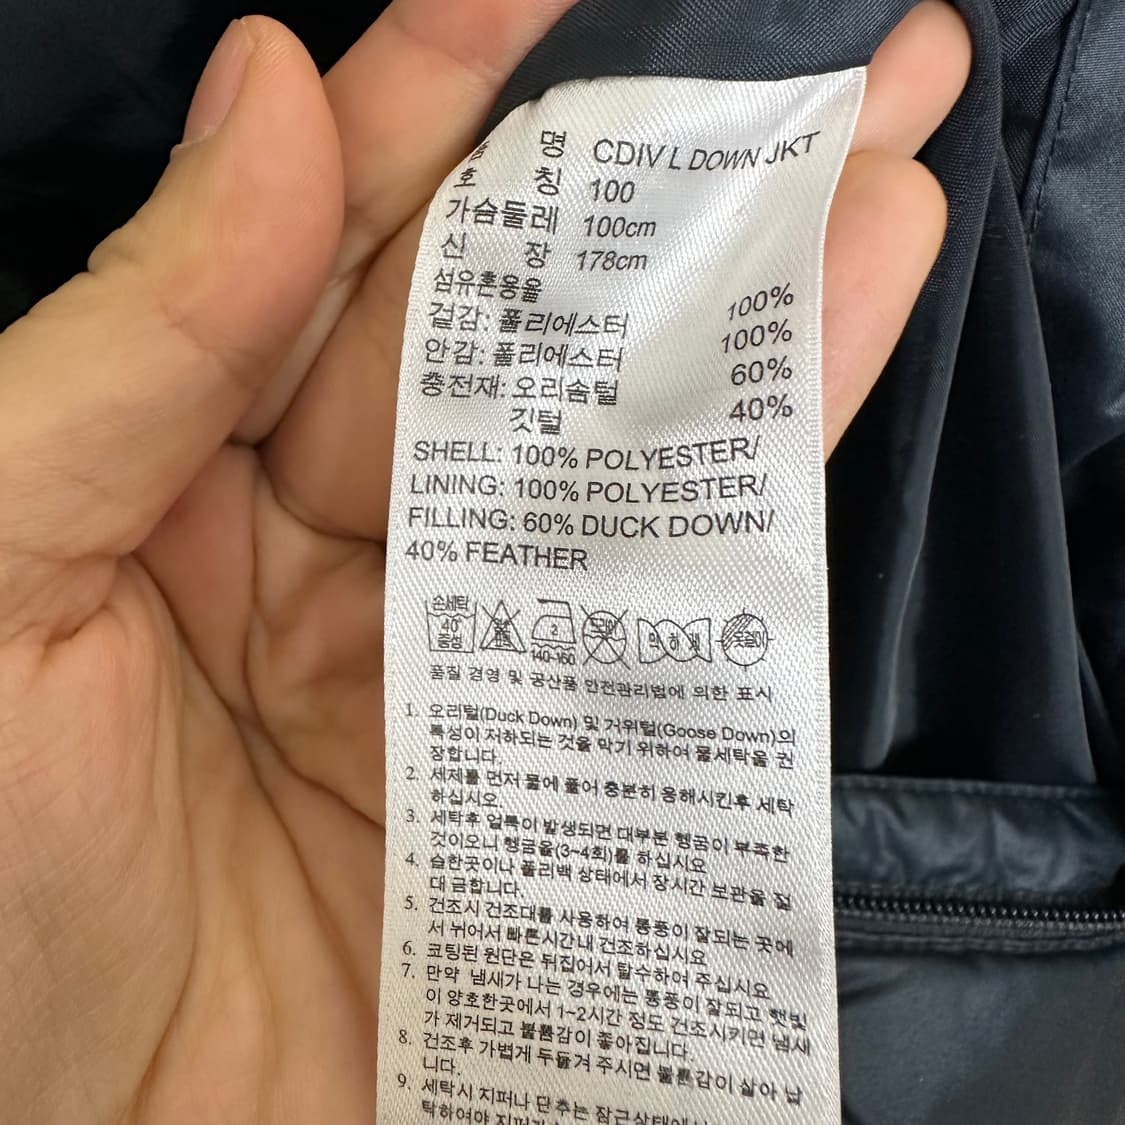 명 CDIV L DOWN JKT
호 칭 100
가슴둘레 100cm
신 장 178cm
섬유혼용율
겉감: 폴리에스터 100%
안감: 폴리에스터 100%
충전재: 오리솜털 60%
깃털 40%
SHELL: 100% POLYESTER/
LINING: 100% POLYESTER/
FILLING: 60% DUCK DOWN/
40% FEATHER
손세탁 40 중성 2 140-160 드라이 약하게 옷걸이
품질 경영 및 공산품 안전관리법에 의한 표시
1. 오리털(Duck Down) 및 거위털(Goose Down)의
특성이 저하되는 것을 막기 위하여 물세탁을 권
장합니다.
2. 세제를 먼저 물에 풀어 충분히 용해시킨후 세탁
하십시오.
3. 세탁후 얼룩이 발생되면 대부분 행굼이 부족한
것이오니 행굼을(3~4회)를 하십시요
4. 습한곳이나 폴리백 상태에서 장시간 보관을 절
대 금합니다.
5. 건조시 건조대를 사용하여 통풍이 잘되는 곳에
서 뉘어서 빠른시간내 건조하십시요
6. 코팅된 원단은 뒤집어서 탈수하여 주십시요
7. 만약 냄새가 나는 경우에는 통풍이 잘되고 햇빛
이 양호한곳에서 1~2시간 정도 건조시키면 냄새
가 제거되고 볼륨감이 좋아집니다.
8. 건조후 가볍게 두들겨 주시면 볼륨감이 살아 납
니다.
9. 세탁시 지퍼나 단추는 잠근상태에서
탁하여야